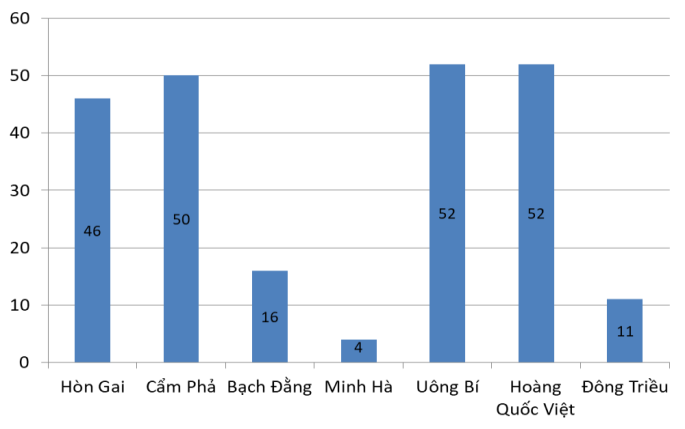 60
50
40
30
20
10
0
46
50
16
4
52
52
11
Hòn Gai
Cẩm Phả
Bạch Đằng
Minh Hà
Uông Bí
Hoàng
Quốc Việt
Đông Triều